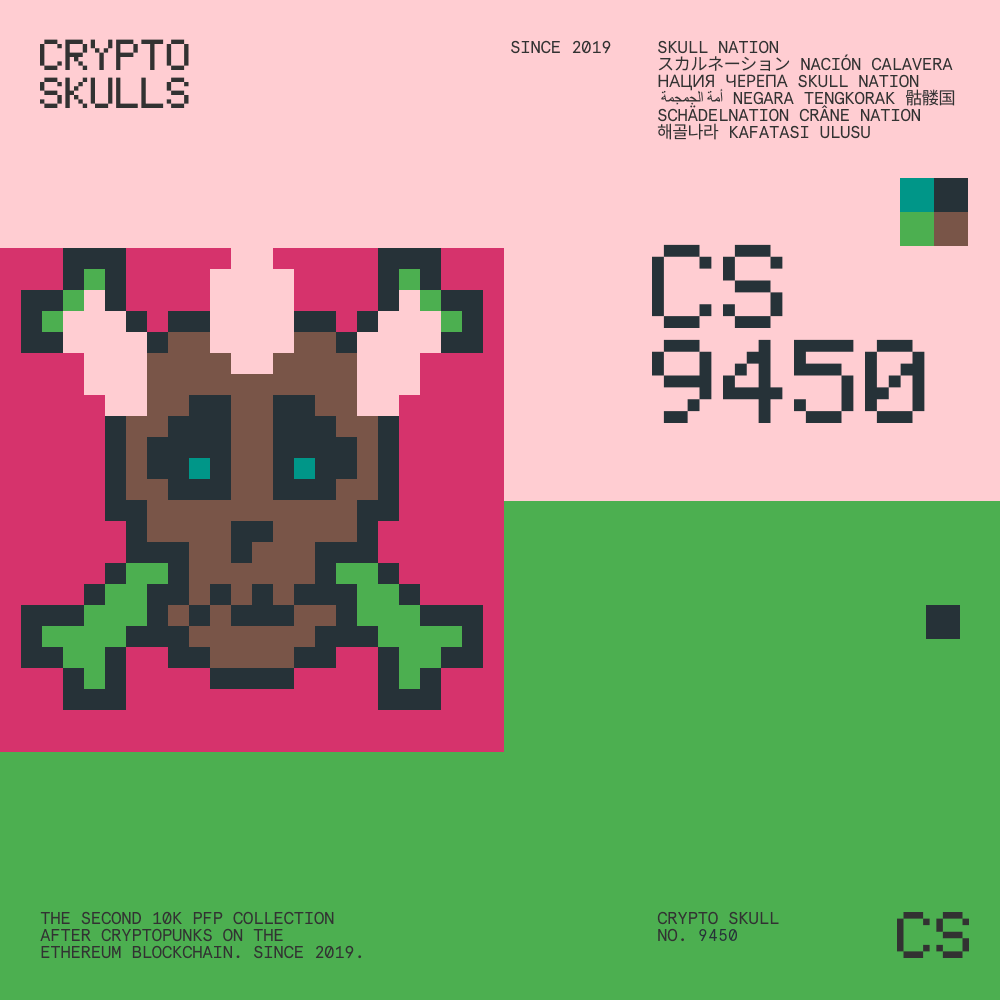 CRYPTO
SKULLS
SINCE 2019
SKULL NATION
スカルネーション NACIÓN CALAVERA
НАЦИЯ ЧЕРЕПА SKULL NATION
أمة الجمجمة NEGARA TENGKORAK 骷髅国
SCHÄDELNATION CRÂNE NATION
해골나라 KAFATASI ULUSU
CS
9450
THE SECOND 10K PFP COLLECTION
AFTER CRYPTOPUNKS ON THE
ETHEREUM BLOCKCHAIN. SINCE 2019.
CRYPTO SKULL
NO. 9450
CS